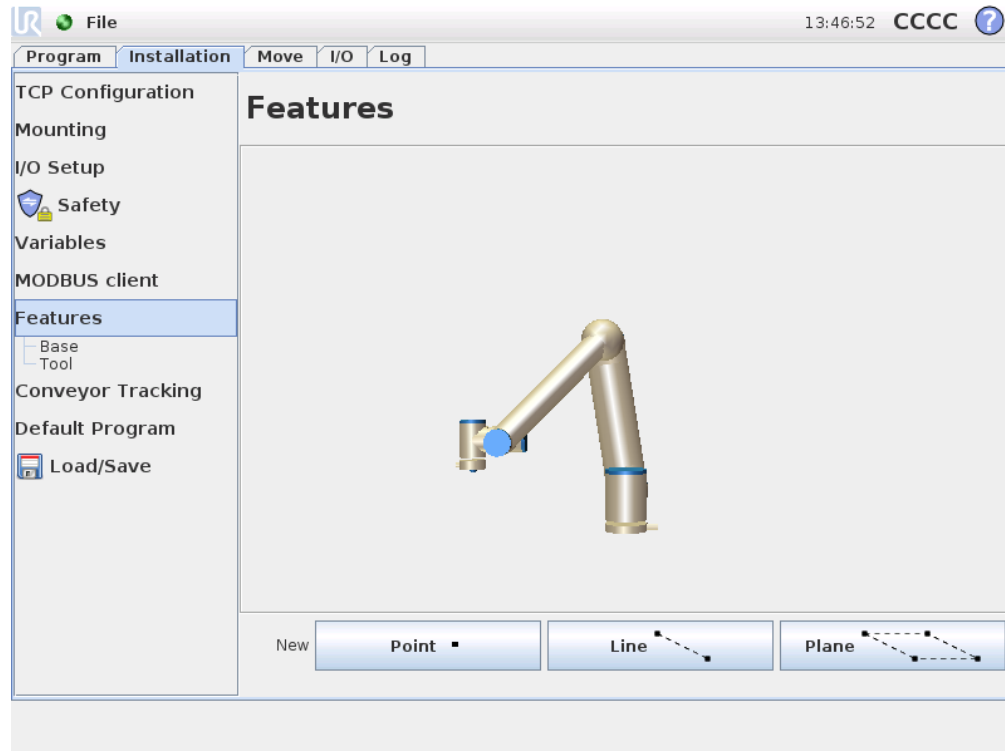 UR File 13:46:52 CCCC ?
Program Installation Move I/O Log
TCP Configuration
Features
Mounting
I/O Setup
Safety
Variables
MODBUS client
Features
Base
Tool
Conveyor Tracking
Default Program
Load/Save
New Point Line Plane